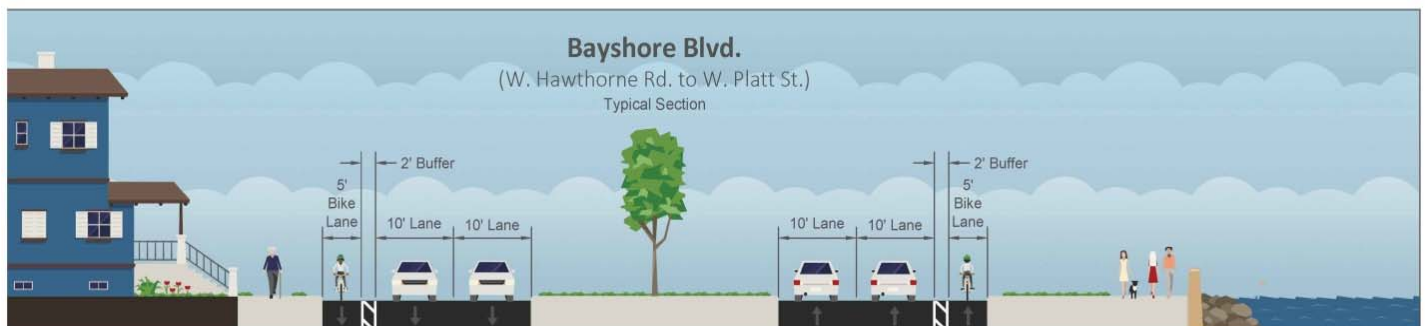 Bayshore Blvd.
(W. Hawthorne Rd. to W. Platt St.)
Typical Section
2' Buffer
5'
Bike
Lane
10' Lane
10' Lane
2' Buffer
10' Lane
10' Lane
5'
Bike
Lane